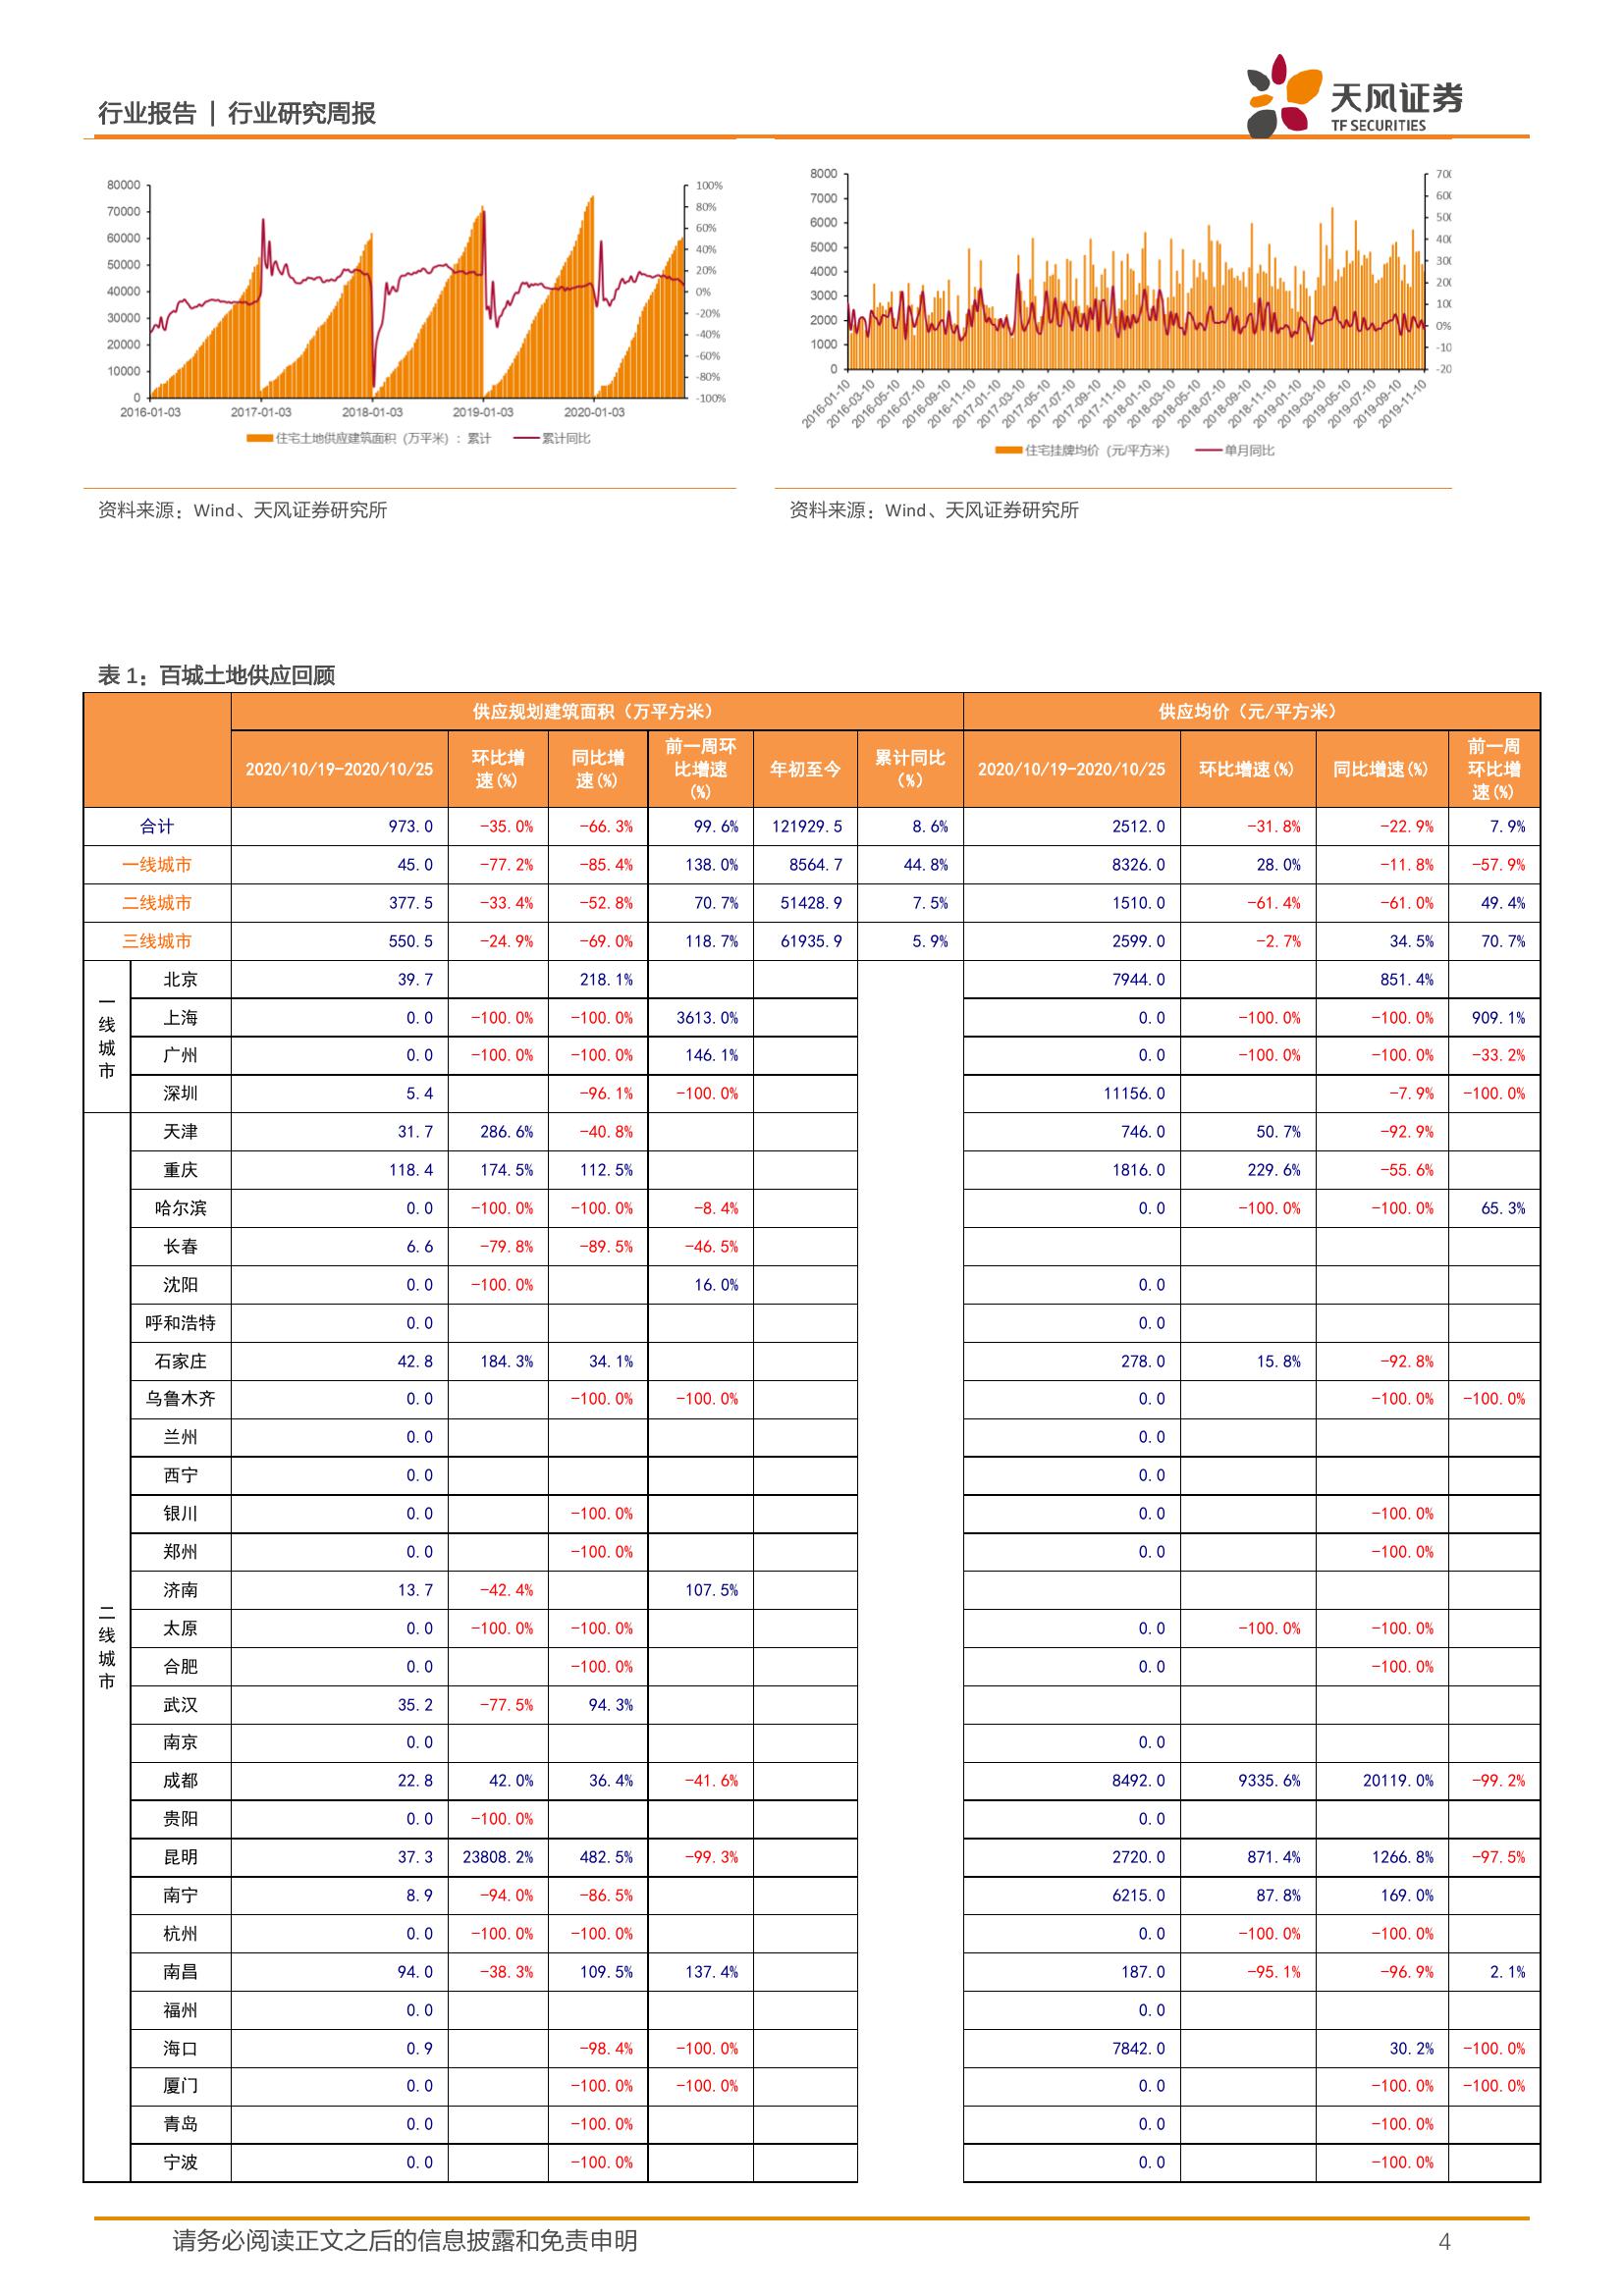 行业报告 | 行业研究周报
天风证券
TF SECURITIES
80000
70000
60000
50000
40000
30000
20000
10000
0
100%
80%
60%
40%
20%
0%
-20%
-40%
-60%
-80%
-100%
2016-01-03 2017-01-03 2018-01-03 2019-01-03 2020-01-03
住宅土地供应建筑面积（万平米）：累计 累计同比
8000
7000
6000
5000
4000
3000
2000
1000
0
70(
60(
50(
40(
30(
20(
10(
0%
-10
-20
2016-01-10 2016-03-10 2016-05-10 2016-07-10 2016-09-10 2016-11-10 2017-01-10 2017-03-10 2017-05-10 2017-07-10 2017-09-10 2017-11-10 2018-01-10 2018-03-10 2018-05-10 2018-07-10 2018-09-10 2018-11-10 2019-01-10 2019-03-10 2019-05-10 2019-07-10 2019-09-10 2019-11-10
住宅挂牌均价（元/平方米） 单月同比
资料来源：Wind、天风证券研究所 资料来源：Wind、天风证券研究所
表 1：百城土地供应回顾
供应规划建筑面积（万平方米） 供应均价（元/平方米）
2020/10/19-2020/10/25 环比增速(%) 同比增速(%) 前一周环比增速(%) 年初至今 累计同比(%) 2020/10/19-2020/10/25 环比增速(%) 同比增速(%) 前一周环比增速(%)
合计 973.0 -35.0% -66.3% 99.6% 121929.5 8.6% 2512.0 -31.8% -22.9% 7.9%
一线城市 45.0 -77.2% -85.4% 138.0% 8564.7 44.8% 8326.0 28.0% -11.8% -57.9%
二线城市 377.5 -33.4% -52.8% 70.7% 51428.9 7.5% 1510.0 -61.4% -61.0% 49.4%
三线城市 550.5 -24.9% -69.0% 118.7% 61935.9 5.9% 2599.0 -2.7% 34.5% 70.7%
一线城市
北京 39.7 218.1% 7944.0 851.4%
上海 0.0 -100.0% -100.0% 3613.0% 0.0 -100.0% -100.0% 909.1%
广州 0.0 -100.0% -100.0% 146.1% 0.0 -100.0% -100.0% -33.2%
深圳 5.4 -96.1% -100.0% 11156.0 -7.9% -100.0%
二线城市
天津 31.7 286.6% -40.8% 746.0 50.7% -92.9%
重庆 118.4 174.5% 112.5% 1816.0 229.6% -55.6%
哈尔滨 0.0 -100.0% -100.0% -8.4% 0.0 -100.0% -100.0% 65.3%
长春 6.6 -79.8% -89.5% -46.5%
沈阳 0.0 -100.0% 16.0% 0.0
呼和浩特 0.0 0.0
石家庄 42.8 184.3% 34.1% 278.0 15.8% -92.8%
乌鲁木齐 0.0 -100.0% -100.0% 0.0 -100.0% -100.0%
兰州 0.0 0.0
西宁 0.0 0.0
银川 0.0 -100.0% 0.0 -100.0%
郑州 0.0 -100.0% 0.0 -100.0%
济南 13.7 -42.4% 107.5%
太原 0.0 -100.0% -100.0% 0.0 -100.0% -100.0%
合肥 0.0 -100.0% 0.0 -100.0%
武汉 35.2 -77.5% 94.3%
南京 0.0 0.0
成都 22.8 42.0% 36.4% -41.6% 8492.0 9335.6% 20119.0% -99.2%
贵阳 0.0 -100.0% 0.0
昆明 37.3 23808.2% 482.5% -99.3% 2720.0 871.4% 1266.8% -97.5%
南宁 8.9 -94.0% -86.5% 6215.0 87.8% 169.0%
杭州 0.0 -100.0% -100.0% 0.0 -100.0% -100.0%
南昌 94.0 -38.3% 109.5% 137.4% 187.0 -95.1% -96.9% 2.1%
福州 0.0 0.0
海口 0.9 -98.4% -100.0% 7842.0 30.2% -100.0%
厦门 0.0 -100.0% -100.0% 0.0 -100.0% -100.0%
青岛 0.0 -100.0% 0.0 -100.0%
宁波 0.0 -100.0% 0.0 -100.0%
请务必阅读正文之后的信息披露和免责申明 4